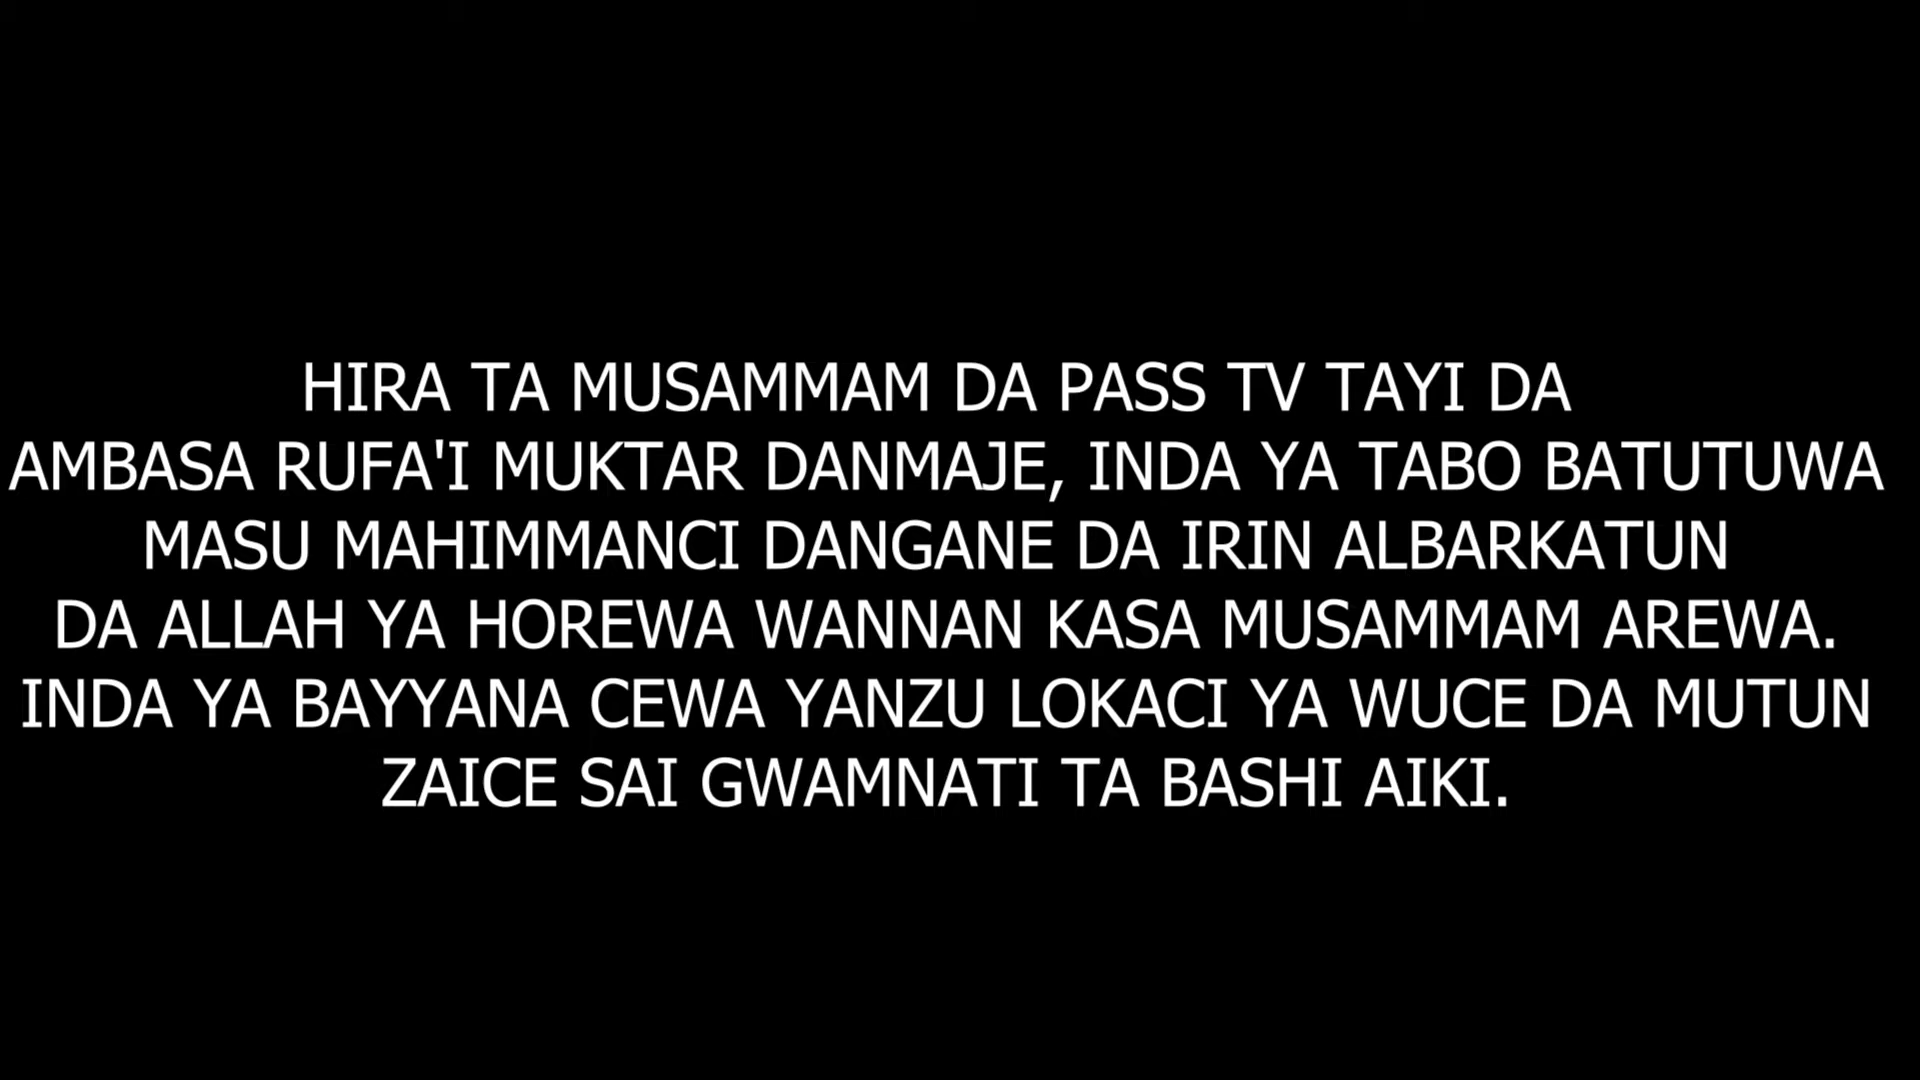 HIRA TA MUSAMMAM DA PASS TV TAYI DA
AMBASA RUFA'I MUKTAR DANMAJE, INDA YA TABO BATUTUWA
MASU MAHIMMANCI DANGANE DA IRIN ALBARKATUN
DA ALLAH YA HOREWA WANNAN KASA MUSAMMAM AREWA.
INDA YA BAYYANA CEWA YANZU LOKACI YA WUCE DA MUTUN
ZAICE SAI GWAMNATI TA BASHI AIKI.